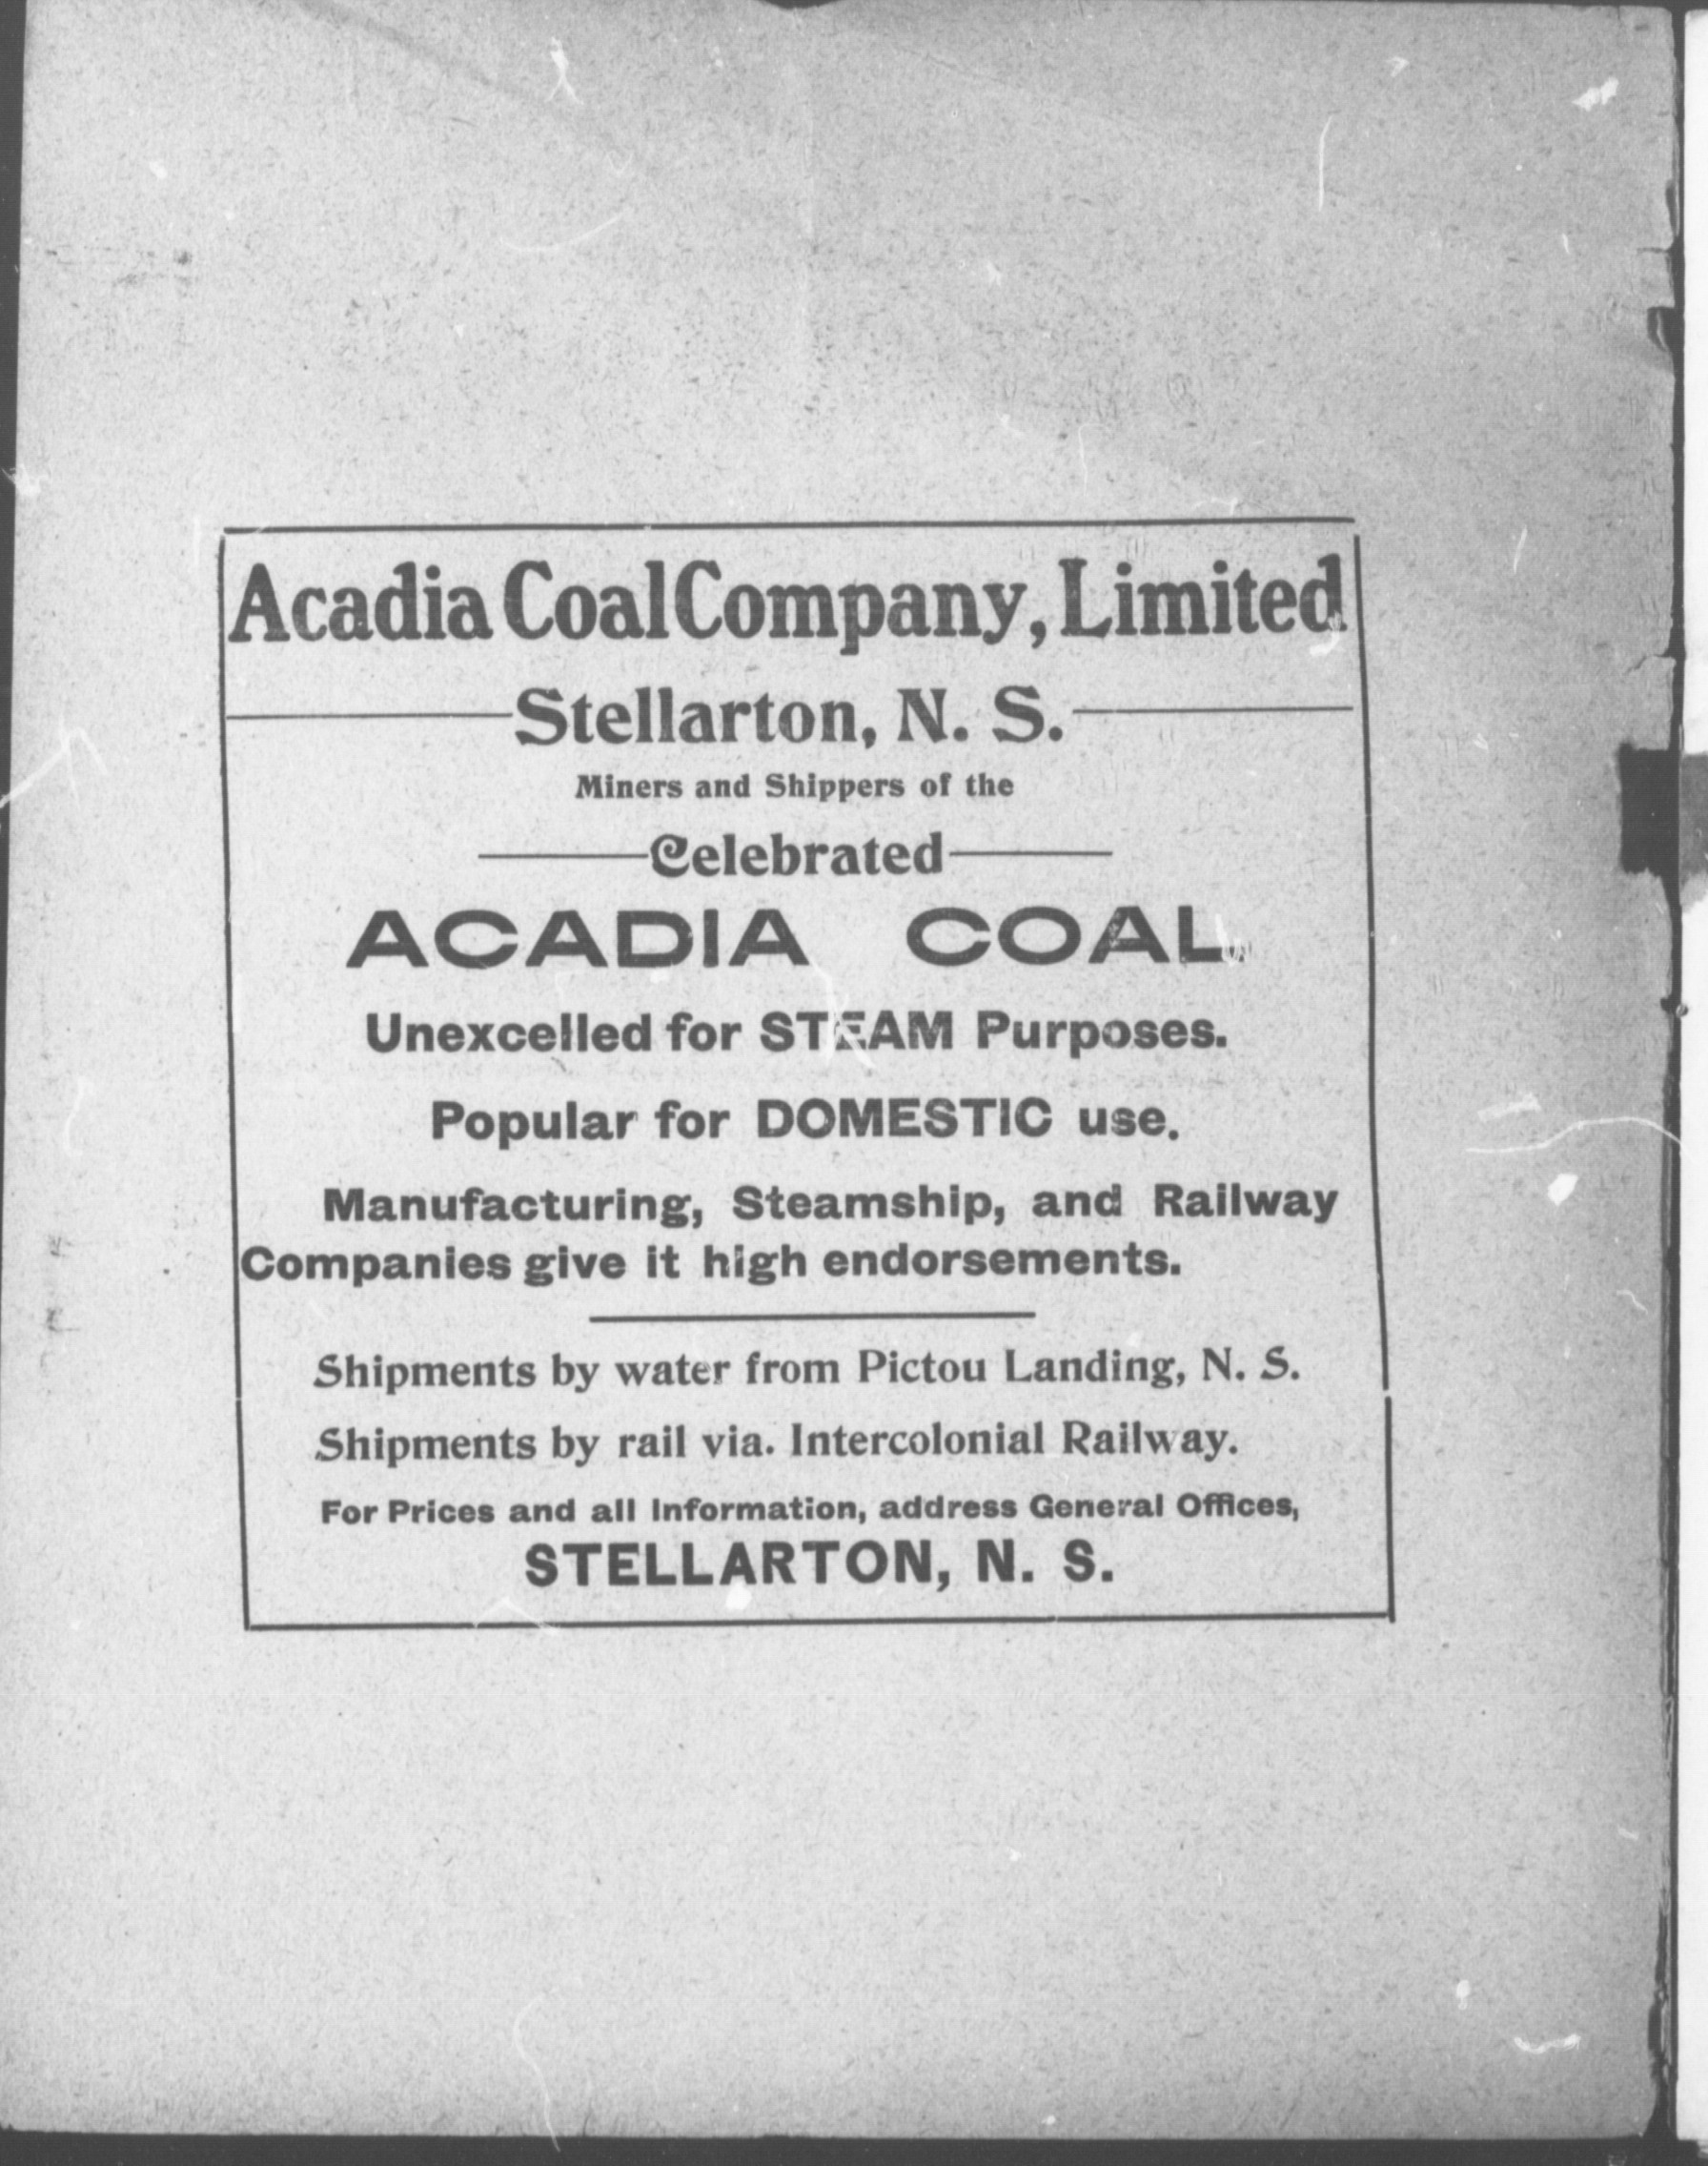 Acadia Coal Company, Limited
Stellarton, N. S.
Miners and Shippers of the
Celebrated
ACADIA COAL
Unexcelled for STEAM Purposes.
Popular for DOMESTIC use.
Manufacturing, Steamship, and Railway
Companies give it high endorsements.
Shipments by water from Pictou Landing, N. S.
Shipments by rail via. Intercolonial Railway.
For Prices and all Information, address General Offices,
STELLARTON, N. S.